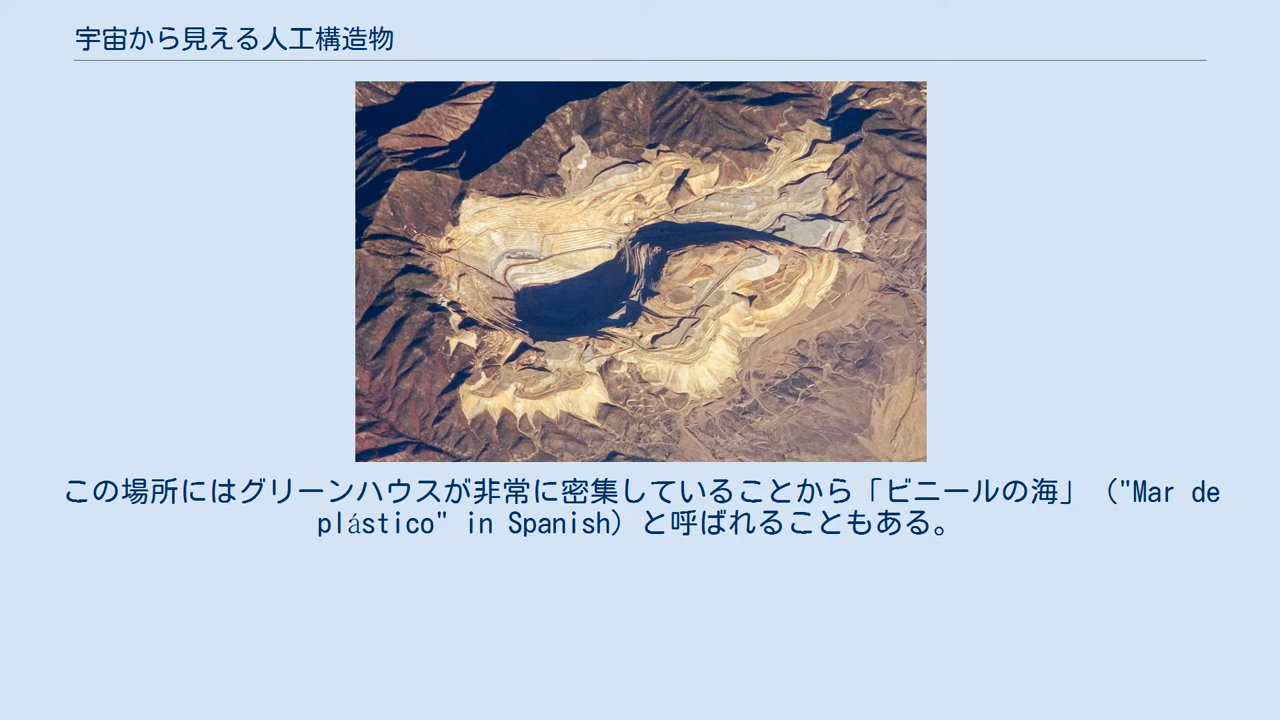 宇宙から見える人工構造物
この場所にはグリーンハウスが非常に密集していることから「ビニールの海」（"Mar de
plástico" in Spanish）と呼ばれることもある。